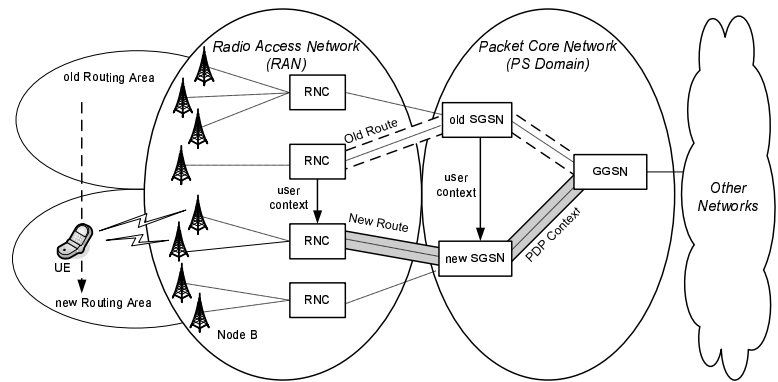 Radio Access Network
(RAN)
Packet Core Network
(PS Domain)
old Routing Area
RNC
old SGSN
Old Route
RNC
GGSN
user
context
user
context
Other
Networks
New Route
RNC
PDP Context
UE
new SGSN
new Routing Area
RNC
Node B